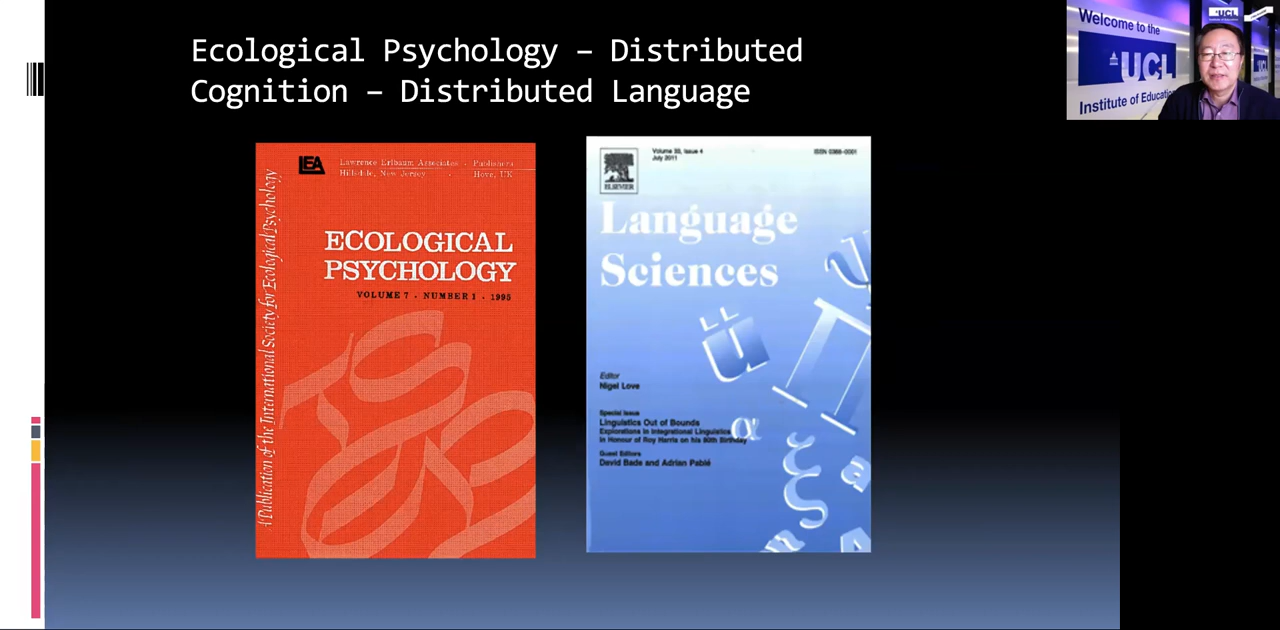 Ecological Psychology – Distributed
Cognition – Distributed Language
LEA
Lawrence Erlbaum Associates · Publishers
Hillsdale, New Jersey · Hove, UK
A Publication of the International Society for Ecological Psychology
ECOLOGICAL
PSYCHOLOGY
VOLUME 7 · NUMBER 1 · 1995
ELSEVIER
Volume 33, Issue 4
July 2011
ISSN 0388-0001
Language
Sciences
Editor
Nigel Love
Special Issue
Linguistics Out of Bounds
Explorations in Integrational Linguistics
in Honour of Roy Harris on his 80th Birthday
Guest Editors
David Bade and Adrian Pablé
Welcome to the
UCL
Institute of Education
UCL